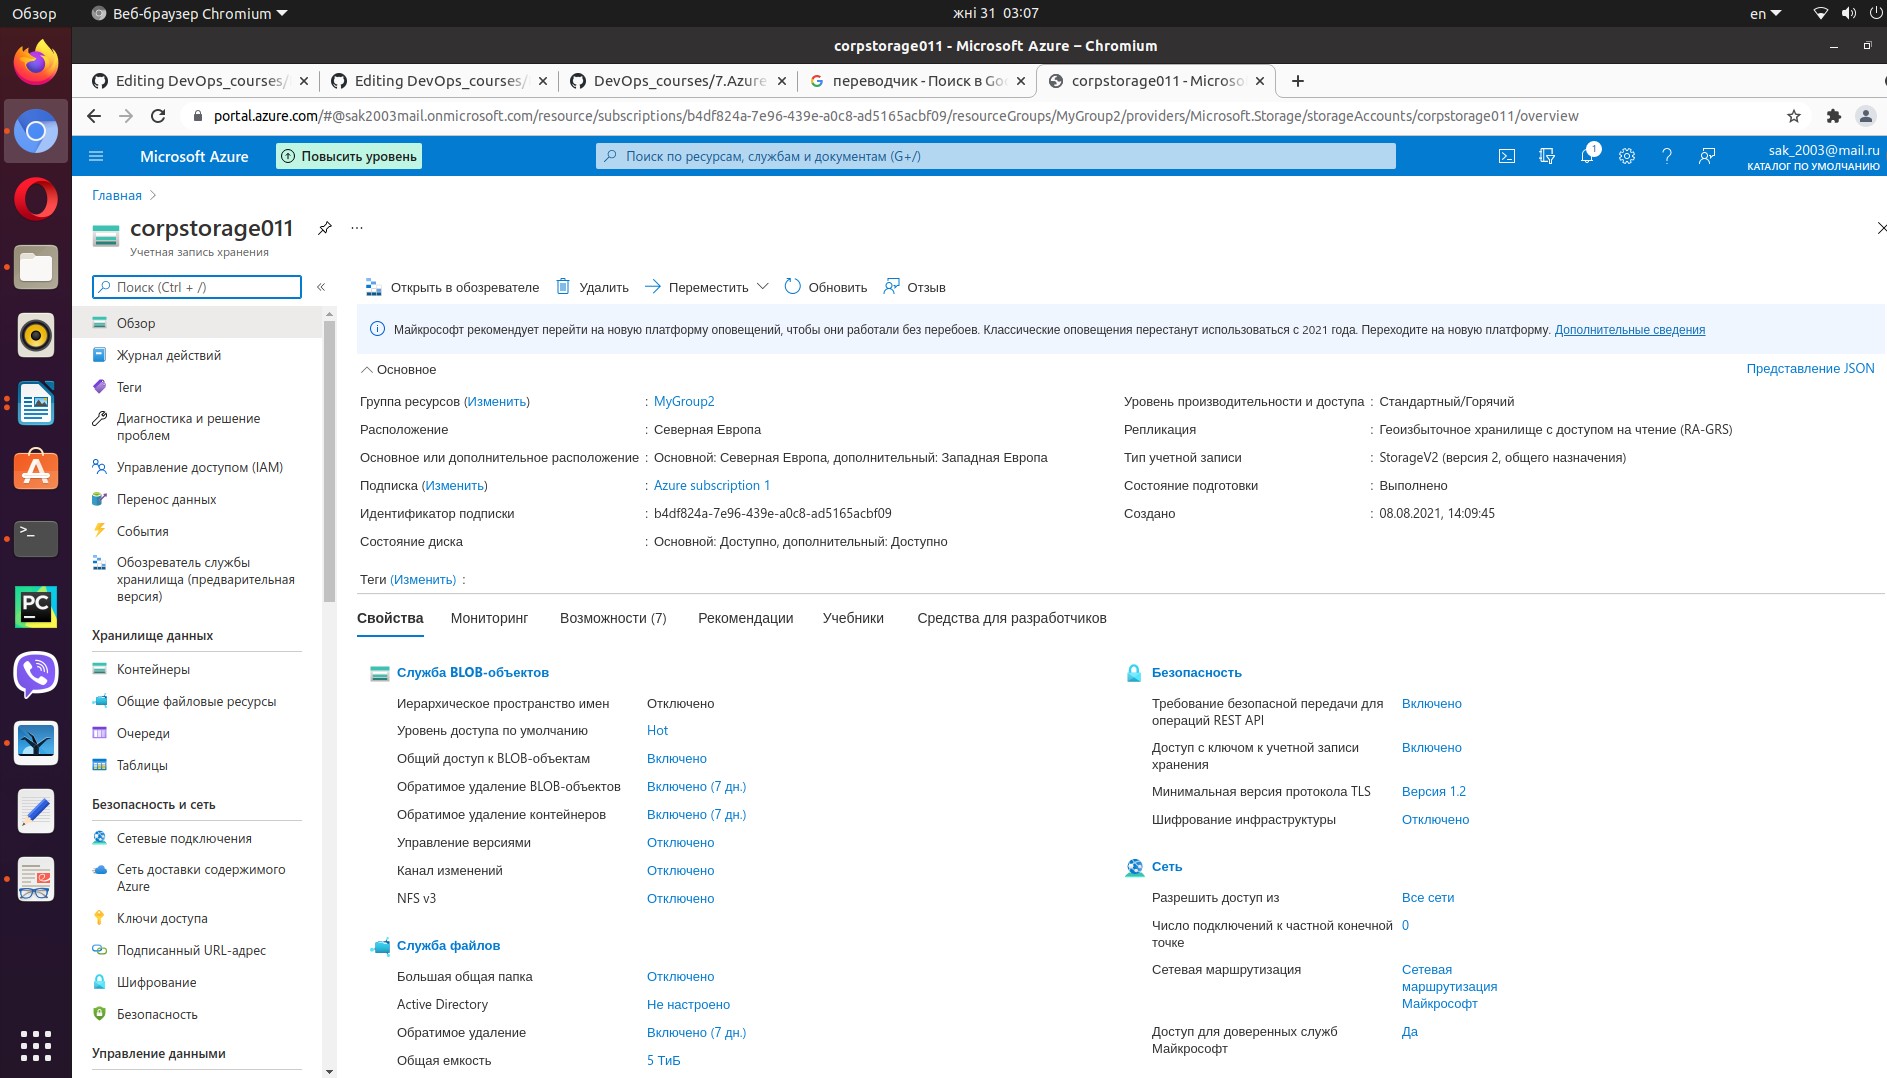 Обзор
Веб-браузер Chromium
жні 31 03:07
en
corpstorage011 - Microsoft Azure – Chromium
Editing DevOps_courses/
Editing DevOps_courses/
DevOps_courses/7.Azure
переводчик - Поиск в Goo
corpstorage011 - Microso
portal.azure.com/#@sak2003mail.onmicrosoft.com/resource/subscriptions/b4df824a-7e96-439e-a0c8-ad5165acbf09/resourceGroups/MyGroup2/providers/Microsoft.Storage/storageAccounts/corpstorage011/overview
Microsoft Azure
Повысить уровень
Поиск по ресурсам, службам и документам (G+/)
1
sak_2003@mail.ru
КАТАЛОГ ПО УМОЛЧАНИЮ
Главная
corpstorage011
Учетная запись хранения
Поиск (Ctrl + /)
«
Открыть в обозревателе
Удалить
Переместить
Обновить
Отзыв
Обзор
Журнал действий
Теги
Диагностика и решение
проблем
Управление доступом (IAM)
Перенос данных
События
Обозреватель службы
хранилища (предварительная
версия)
Хранилище данных
Контейнеры
Общие файловые ресурсы
Очереди
Таблицы
Безопасность и сеть
Сетевые подключения
Сеть доставки содержимого
Azure
Ключи доступа
Подписанный URL-адрес
Шифрование
Безопасность
Управление данными
Майкрософт рекомендует перейти на новую платформу оповещений, чтобы они работали без перебоев. Классические оповещения перестанут использоваться с 2021 года. Переходите на новую платформу. Дополнительные сведения
Основное
Представление JSON
Группа ресурсов (Изменить) : MyGroup2
Расположение : Северная Европа
Основное или дополнительное расположение : Основной: Северная Европа, дополнительный: Западная Европа
Подписка (Изменить) : Azure subscription 1
Идентификатор подписки : b4df824a-7e96-439e-a0c8-ad5165acbf09
Состояние диска : Основной: Доступно, дополнительный: Доступно
Уровень производительности и доступа : Стандартный/Горячий
Репликация : Геоизбыточное хранилище с доступом на чтение (RA-GRS)
Тип учетной записи : StorageV2 (версия 2, общего назначения)
Состояние подготовки : Выполнено
Создано : 08.08.2021, 14:09:45
Теги (Изменить) :
Свойства
Мониторинг
Возможности (7)
Рекомендации
Учебники
Средства для разработчиков
Служба BLOB-объектов
Иерархическое пространство имен Отключено
Уровень доступа по умолчанию Hot
Общий доступ к BLOB-объектам Включено
Обратимое удаление BLOB-объектов Включено (7 дн.)
Обратимое удаление контейнеров Включено (7 дн.)
Управление версиями Отключено
Канал изменений Отключено
NFS v3 Отключено
Служба файлов
Большая общая папка Отключено
Active Directory Не настроено
Обратимое удаление Включено (7 дн.)
Общая емкость 5 ТиБ
Безопасность
Требование безопасной передачи для Включено
операций REST API
Доступ с ключом к учетной записи Включено
хранения
Минимальная версия протокола TLS Версия 1.2
Шифрование инфраструктуры Отключено
Сеть
Разрешить доступ из Все сети
Число подключений к частной конечной 0
точке
Сетевая маршрутизация Сетевая
маршрутизация
Майкрософт
Доступ для доверенных служб Да
Майкрософт
PC